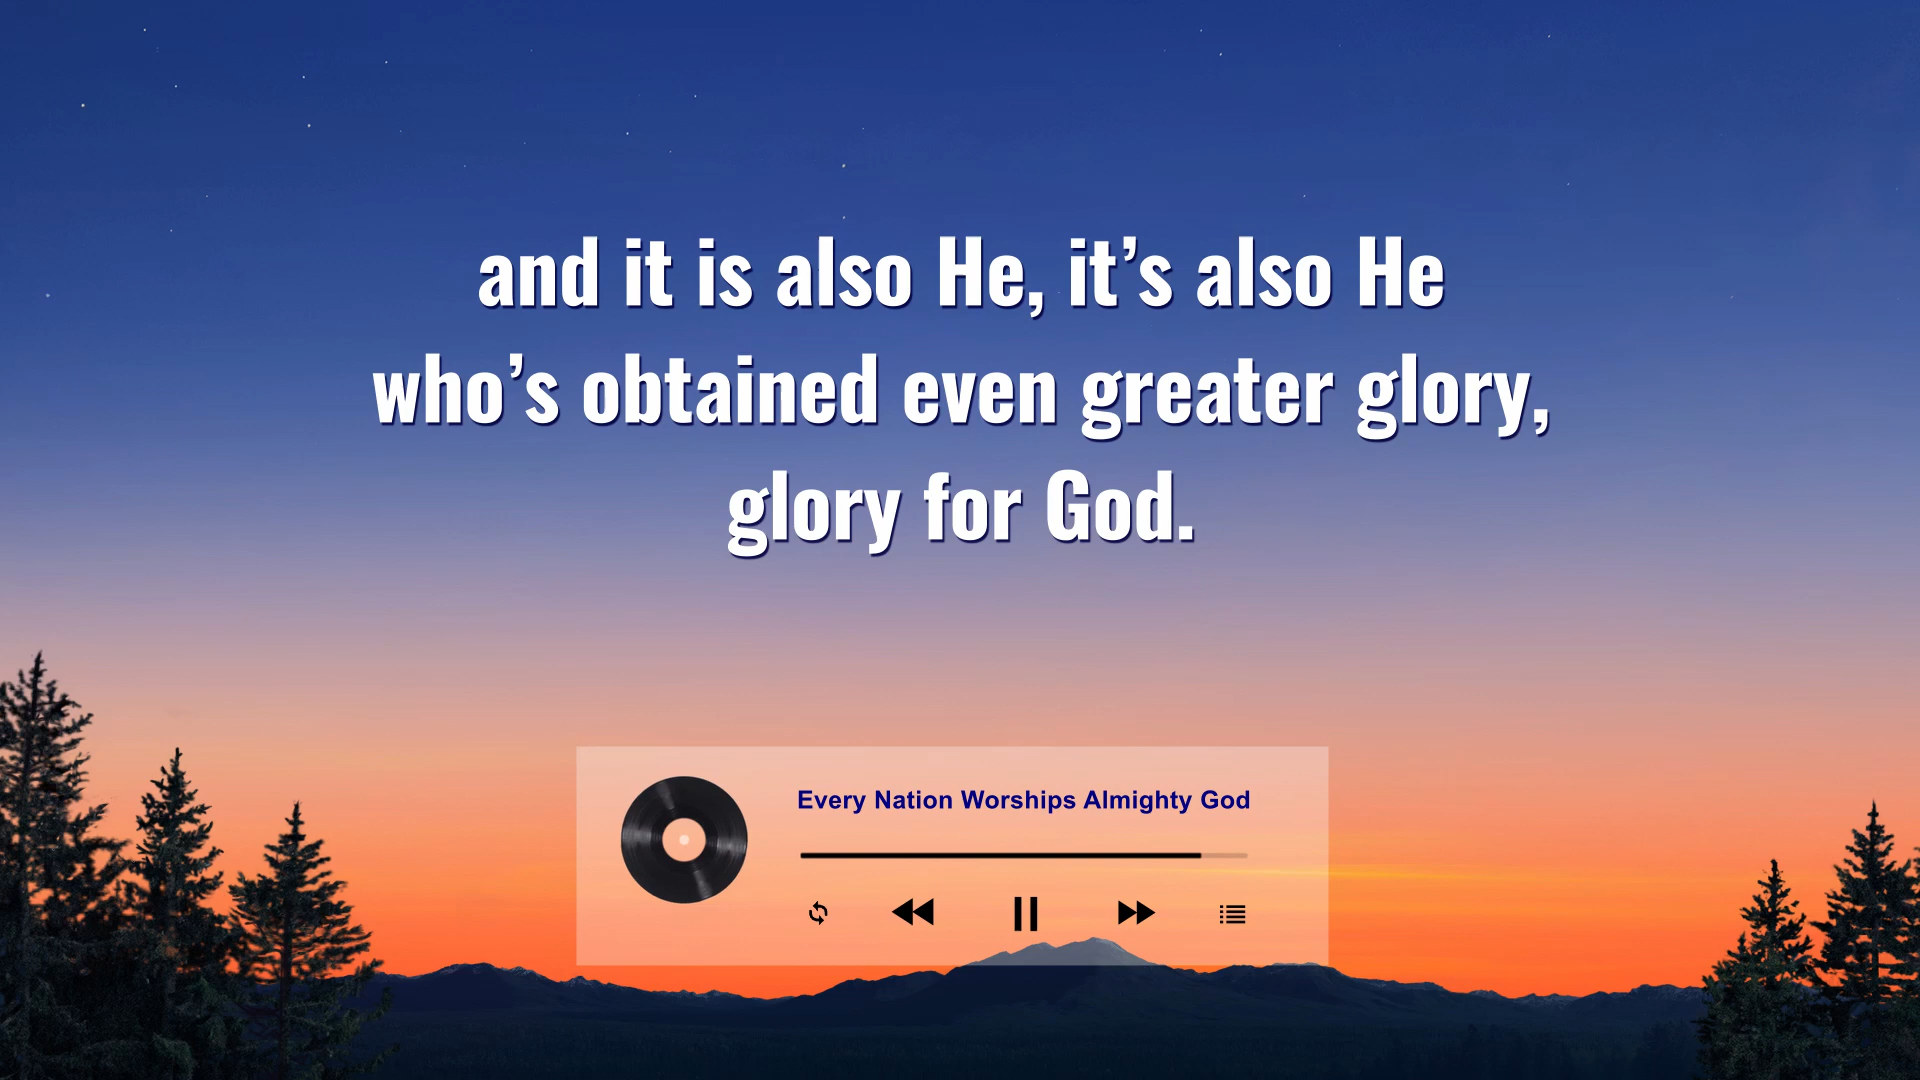 and it is also He, it’s also He
who’s obtained even greater glory,
glory for God.
Every Nation Worships Almighty God